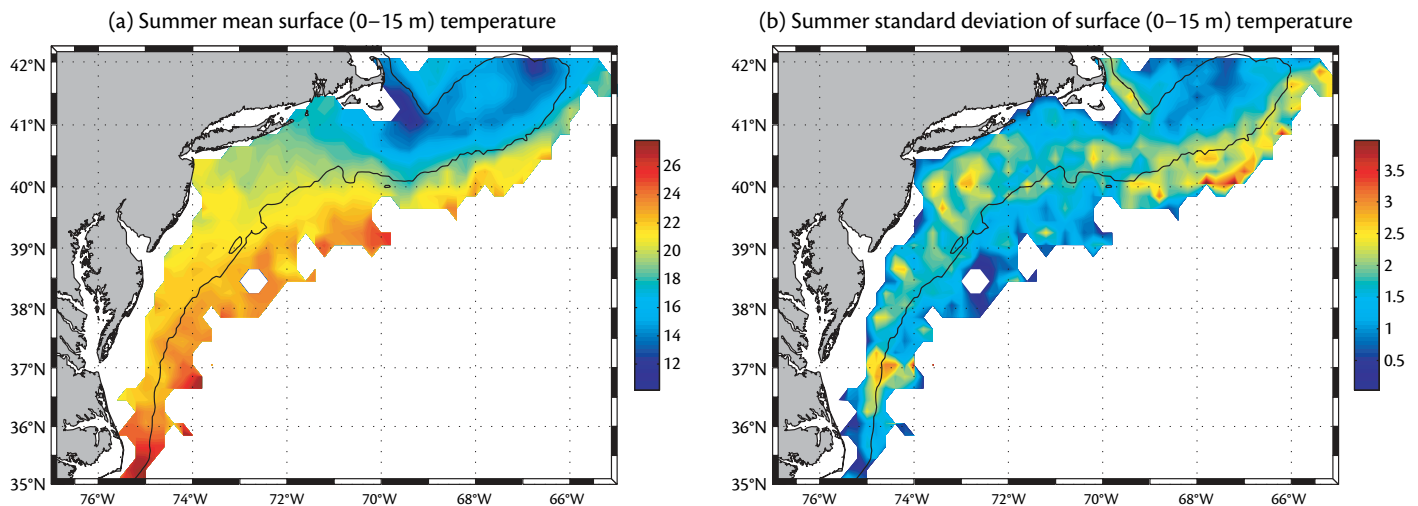 (a) Summer mean surface (0–15 m) temperature
42°N
41°N
40°N
39°N
38°N
37°N
36°N
35°N
76°W
74°W
72°W
70°W
68°W
66°W
26
24
22
20
18
16
14
12
(b) Summer standard deviation of surface (0–15 m) temperature
42°N
41°N
40°N
39°N
38°N
37°N
36°N
35°N
76°W
74°W
72°W
70°W
68°W
66°W
3.5
3
2.5
2
1.5
1
0.5